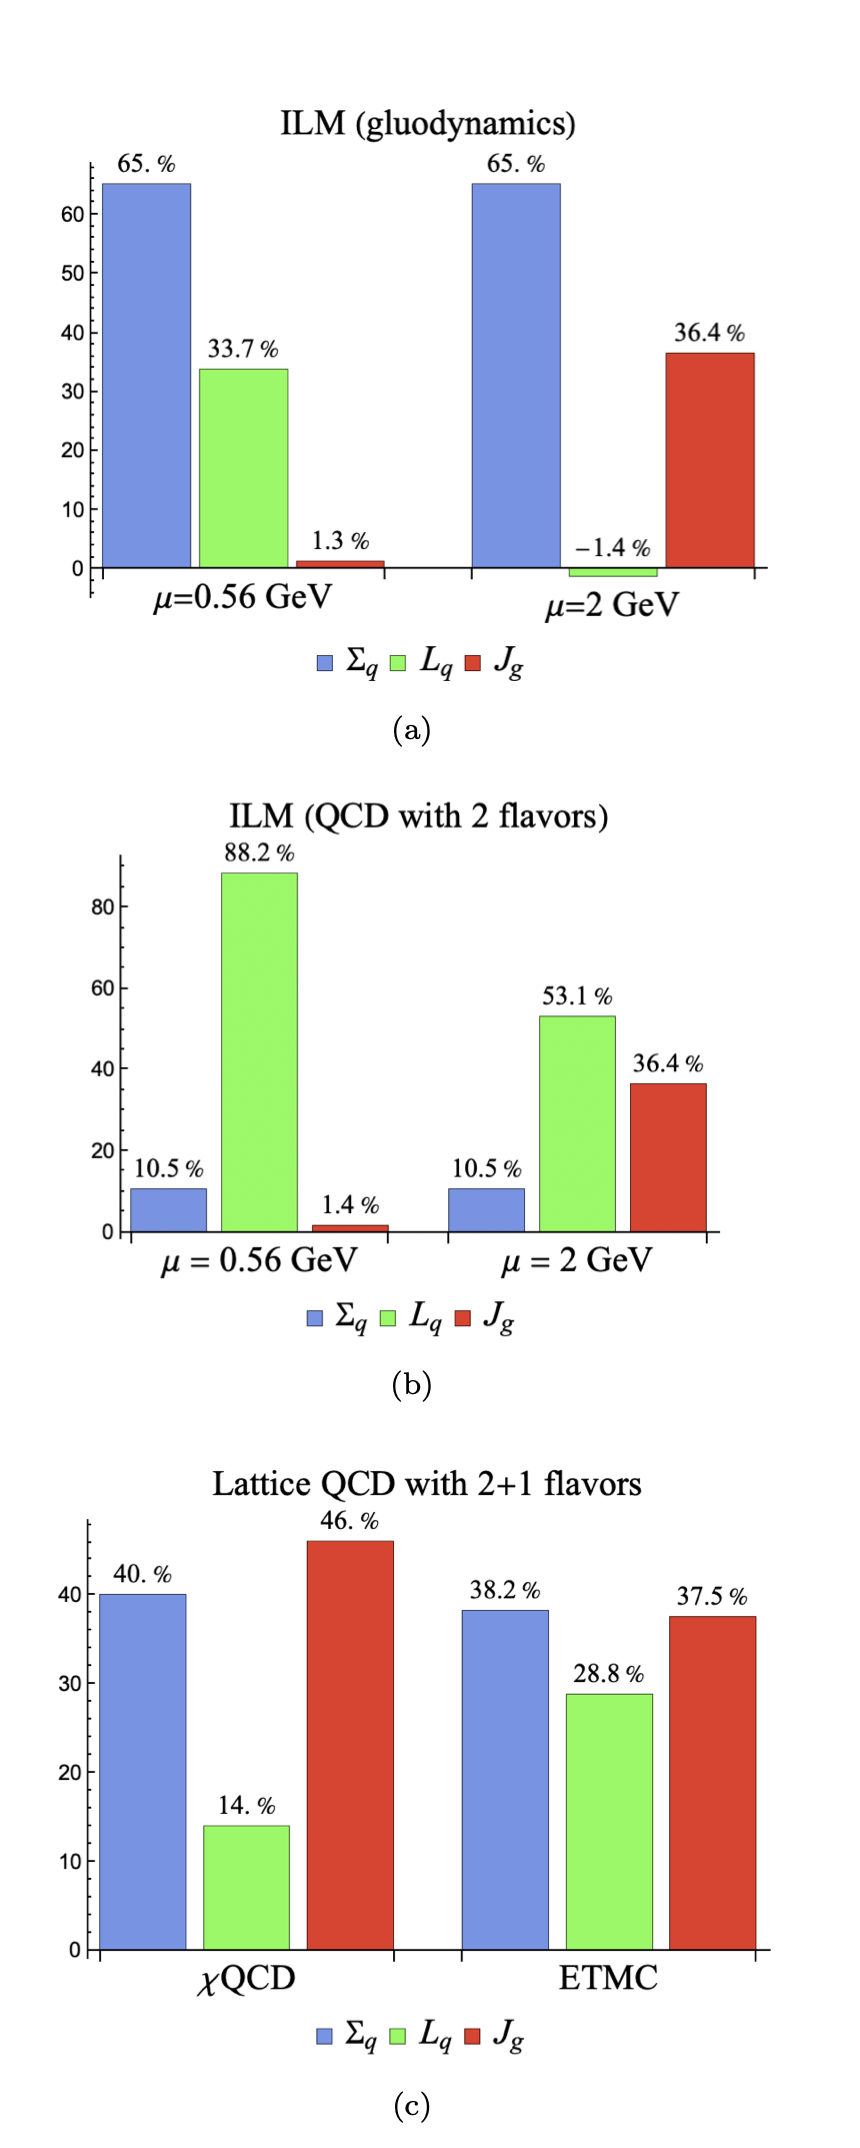 ILM (gluodynamics)
65. % 65. %
60
50
40 36.4 %
33.7 %
30
20
10
1.3 % −1.4 %
0
μ=0.56 GeV μ=2 GeV
Σq Lq Jg
(a)
ILM (QCD with 2 flavors)
88.2 %
80
60 53.1 %
40 36.4 %
20
10.5 % 1.4 % 10.5 %
0
μ = 0.56 GeV μ = 2 GeV
Σq Lq Jg
(b)
Lattice QCD with 2+1 flavors
46. %
40. % 38.2 % 37.5 %
40
30 28.8 %
20
14. %
10
0
χQCD ETMC
Σq Lq Jg
(c)